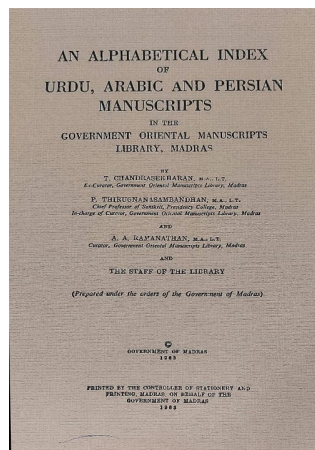 AN ALPHABETICAL INDEX
OF
URDU, ARABIC AND PERSIAN
MANUSCRIPTS
IN THE
GOVERNMENT ORIENTAL MANUSCRIPTS
LIBRARY, MADRAS
BY
T. CHANDRASEKHARAN, M.A., L.T.
Ex-Curator, Government Oriental Manuscripts Library, Madras
P. THIRUGNANASAMBANDHAN, M.A., L.T.
Chief Professor of Sanskrit, Presidency College, Madras
In-charge of Curator, Government Oriental Manuscripts Library, Madras
AND
A. A. RAMANATHAN, M.A., L.T.
Curator, Government Oriental Manuscripts Library, Madras
AND
THE STAFF OF THE LIBRARY
(Prepared under the orders of the Government of Madras)
©
GOVERNMENT OF MADRAS
1963
PRINTED BY THE CONTROLLER OF STATIONERY AND
PRINTING, MADRAS, ON BEHALF OF THE
GOVERNMENT OF MADRAS
1963